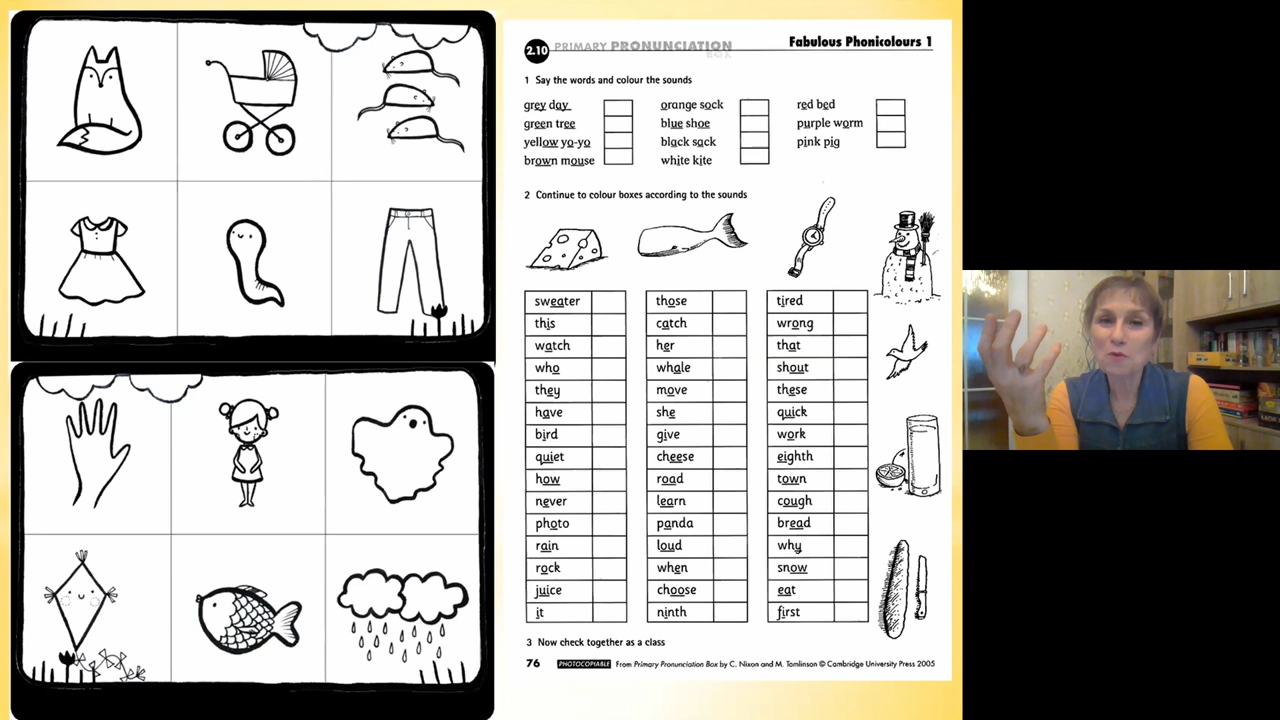 2.10 PRIMARY PRONUNCIATION BOX
Fabulous Phonicolours 1
1 Say the words and colour the sounds
grey day
green tree
yellow yo-yo
brown mouse
orange sock
blue shoe
black sack
white kite
red bed
purple worm
pink pig
2 Continue to colour boxes according to the sounds
sweater
this
watch
who
they
have
bird
quiet
how
never
photo
rain
rock
juice
it
those
catch
her
whale
move
she
give
cheese
road
learn
panda
loud
when
choose
ninth
tired
wrong
that
shout
these
quick
work
eighth
town
cough
bread
why
snow
eat
first
3 Now check together as a class
76 PHOTOCOPIABLE From Primary Pronunciation Box by C. Nixon and M. Tomlinson © Cambridge University Press 2005